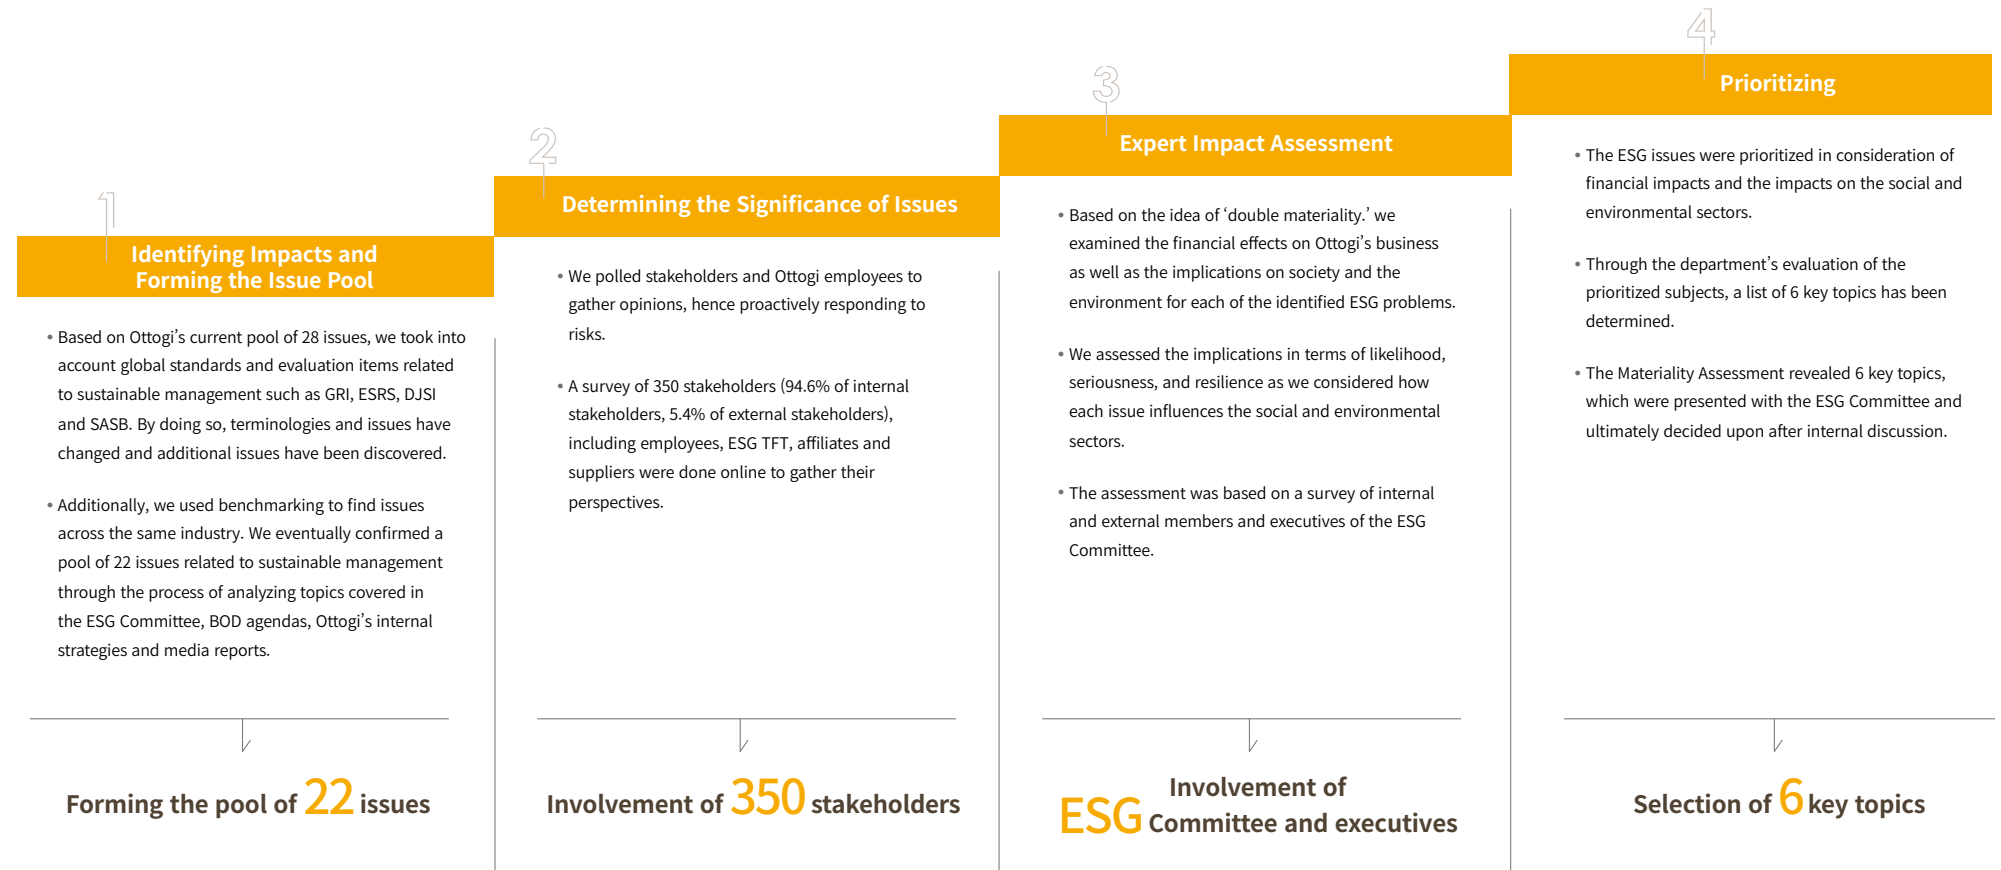 1
Identifying Impacts and
Forming the Issue Pool
• Based on Ottogi’s current pool of 28 issues, we took into
account global standards and evaluation items related
to sustainable management such as GRI, ESRS, DJSI
and SASB. By doing so, terminologies and issues have
changed and additional issues have been discovered.
• Additionally, we used benchmarking to find issues
across the same industry. We eventually confirmed a
pool of 22 issues related to sustainable management
through the process of analyzing topics covered in
the ESG Committee, BOD agendas, Ottogi’s internal
strategies and media reports.
Forming the pool of 22 issues
2
Determining the Significance of Issues
• We polled stakeholders and Ottogi employees to
gather opinions, hence proactively responding to
risks.
• A survey of 350 stakeholders (94.6% of internal
stakeholders, 5.4% of external stakeholders),
including employees, ESG TFT, affiliates and
suppliers were done online to gather their
perspectives.
Involvement of 350 stakeholders
3
Expert Impact Assessment
• Based on the idea of ‘double materiality.’ we
examined the financial effects on Ottogi’s business
as well as the implications on society and the
environment for each of the identified ESG problems.
• We assessed the implications in terms of likelihood,
seriousness, and resilience as we considered how
each issue influences the social and environmental
sectors.
• The assessment was based on a survey of internal
and external members and executives of the ESG
Committee.
Involvement of
ESG Committee and executives
4
Prioritizing
• The ESG issues were prioritized in consideration of
financial impacts and the impacts on the social and
environmental sectors.
• Through the department’s evaluation of the
prioritized subjects, a list of 6 key topics has been
determined.
• The Materiality Assessment revealed 6 key topics,
which were presented with the ESG Committee and
ultimately decided upon after internal discussion.
Selection of 6 key topics